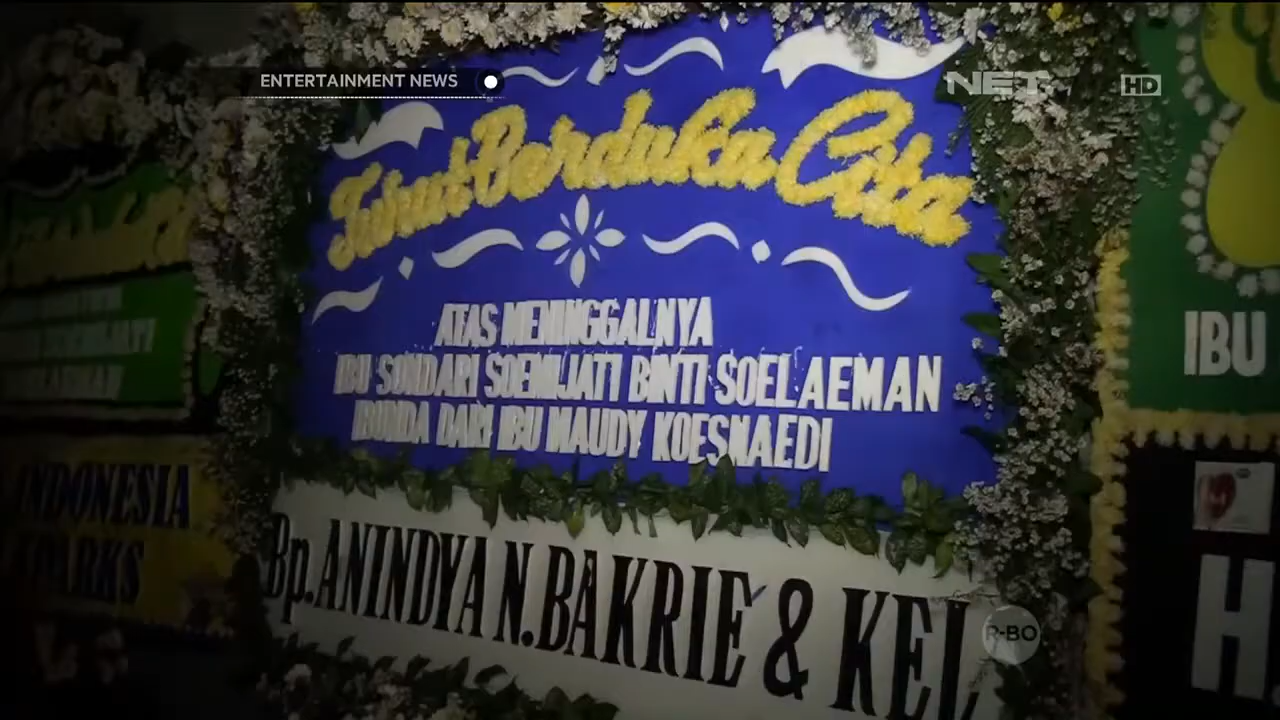 ENTERTAINMENT NEWS
NET.
HD
Turut Berduka Cita
ATAS MENINGGALNYA
IBU SONDARI SOEMIJATI BINTI SOELAEMAN
IBUNDA DARI IBU MAUDY KOESNAEDI
Bp. ANINDYA N. BAKRIE & KEL
R-BO
INDONESIA
IBU
H